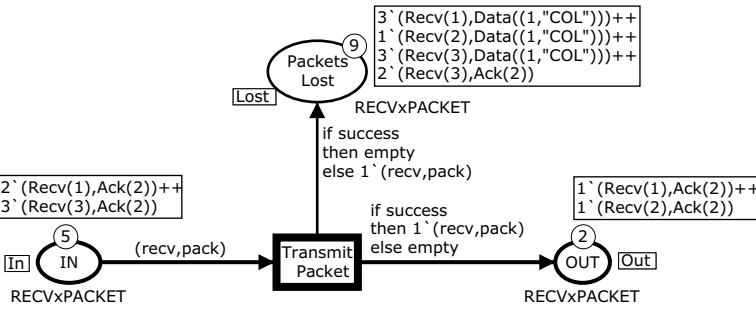 3`(Recv(1),Data((1,"COL")))++
1`(Recv(2),Data((1,"COL")))++
3`(Recv(3),Data((1,"COL")))++
2`(Recv(3),Ack(2))
9
Packets
Lost
Lost
RECVxPACKET
if success
then empty
else 1`(recv,pack)
2`(Recv(1),Ack(2))++
3`(Recv(3),Ack(2))
5
In
IN
RECVxPACKET
(recv,pack)
Transmit
Packet
if success
then 1`(recv,pack)
else empty
1`(Recv(1),Ack(2))++
1`(Recv(2),Ack(2))
2
OUT
Out
RECVxPACKET